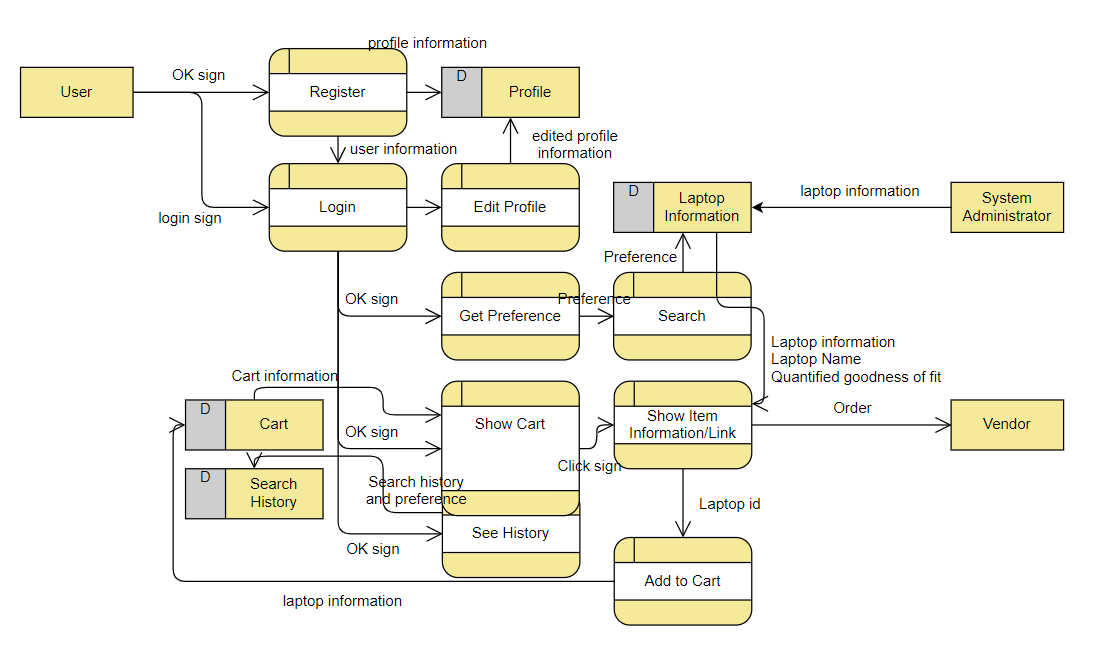 profile information
OK sign
User
Register
D
Profile
user information
edited profile
information
login sign
Login
Edit Profile
D
Laptop
Information
laptop information
System
Administrator
Preference
OK sign
Preference
Get Preference
Search
Laptop information
Laptop Name
Quantified goodness of fit
Cart information
D
Cart
OK sign
Show Cart
Click sign
Show Item
Information/Link
Order
Vendor
D
Search
History
Search history
and preference
Laptop id
See History
OK sign
Add to Cart
laptop information